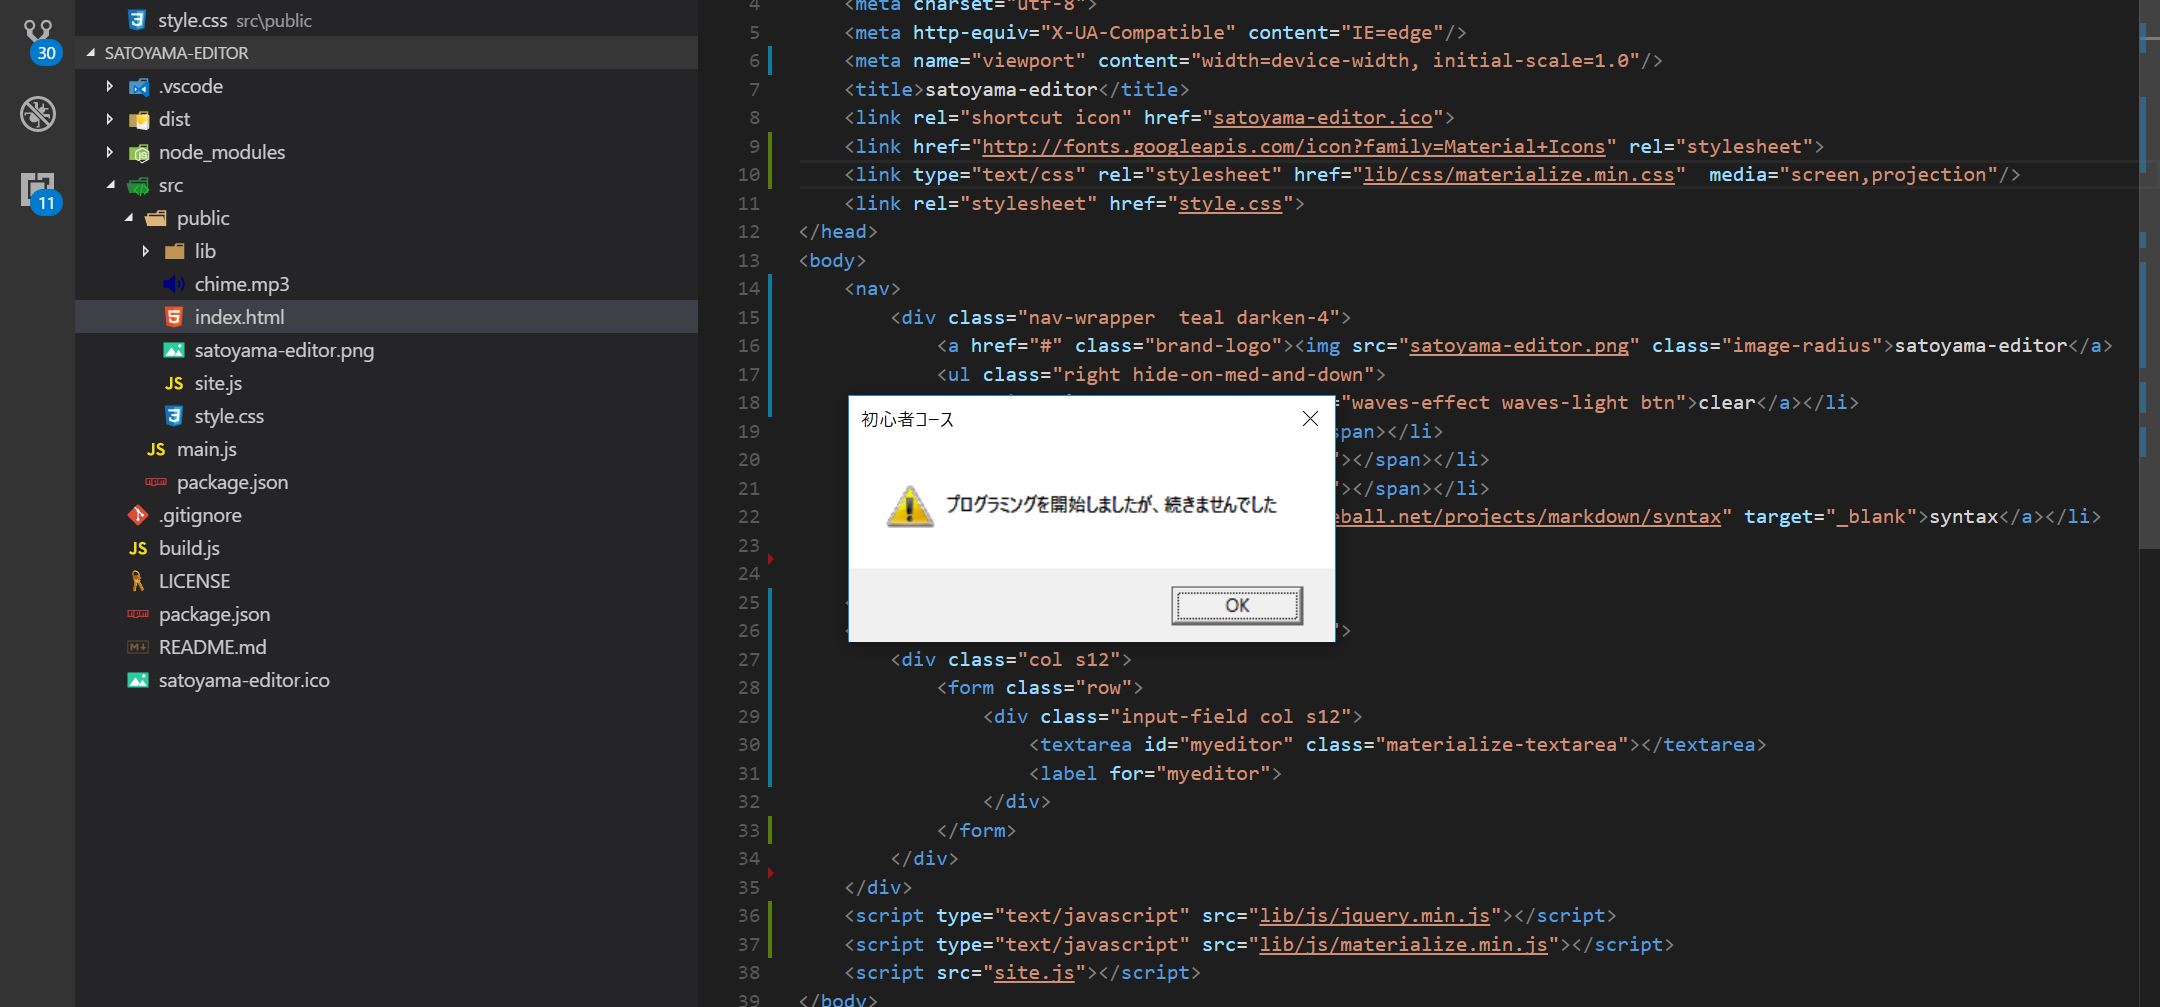 style.css src\public
30
SATOYAMA-EDITOR
.vscode
dist
node_modules
11
src
public
lib
chime.mp3
index.html
satoyama-editor.png
JS site.js
style.css
JS main.js
package.json
.gitignore
JS build.js
LICENSE
package.json
README.md
satoyama-editor.ico
4 <meta charset="utf-8">
5 <meta http-equiv="X-UA-Compatible" content="IE=edge"/>
6 <meta name="viewport" content="width=device-width, initial-scale=1.0"/>
7 <title>satoyama-editor</title>
8 <link rel="shortcut icon" href="satoyama-editor.ico">
9 <link href="http://fonts.googleapis.com/icon?family=Material+Icons" rel="stylesheet">
10 <link type="text/css" rel="stylesheet" href="lib/css/materialize.min.css"  media="screen,projection"/>
11 <link rel="stylesheet" href="style.css">
12 </head>
13 <body>
14 <nav>
15 <div class="nav-wrapper  teal darken-4">
16 <a href="#" class="brand-logo"><img src="satoyama-editor.png" class="image-radius">satoyama-editor</a>
17 <ul class="right hide-on-med-and-down">
18 ="waves-effect waves-light btn">clear</a></li>
19 span></li>
20 "></span></li>
21 "></span></li>
22 eball.net/projects/markdown/syntax" target="_blank">syntax</a></li>
23
24
25
26 ">
27 <div class="col s12">
28 <form class="row">
29 <div class="input-field col s12">
30 <textarea id="myeditor" class="materialize-textarea"></textarea>
31 <label for="myeditor">
32 </div>
33 </form>
34 </div>
35 </div>
36 <script type="text/javascript" src="lib/js/jquery.min.js"></script>
37 <script type="text/javascript" src="lib/js/materialize.min.js"></script>
38 <script src="site.js"></script>
39 </body>
初心者コース
プログラミングを開始しましたが、続きませんでした
OK